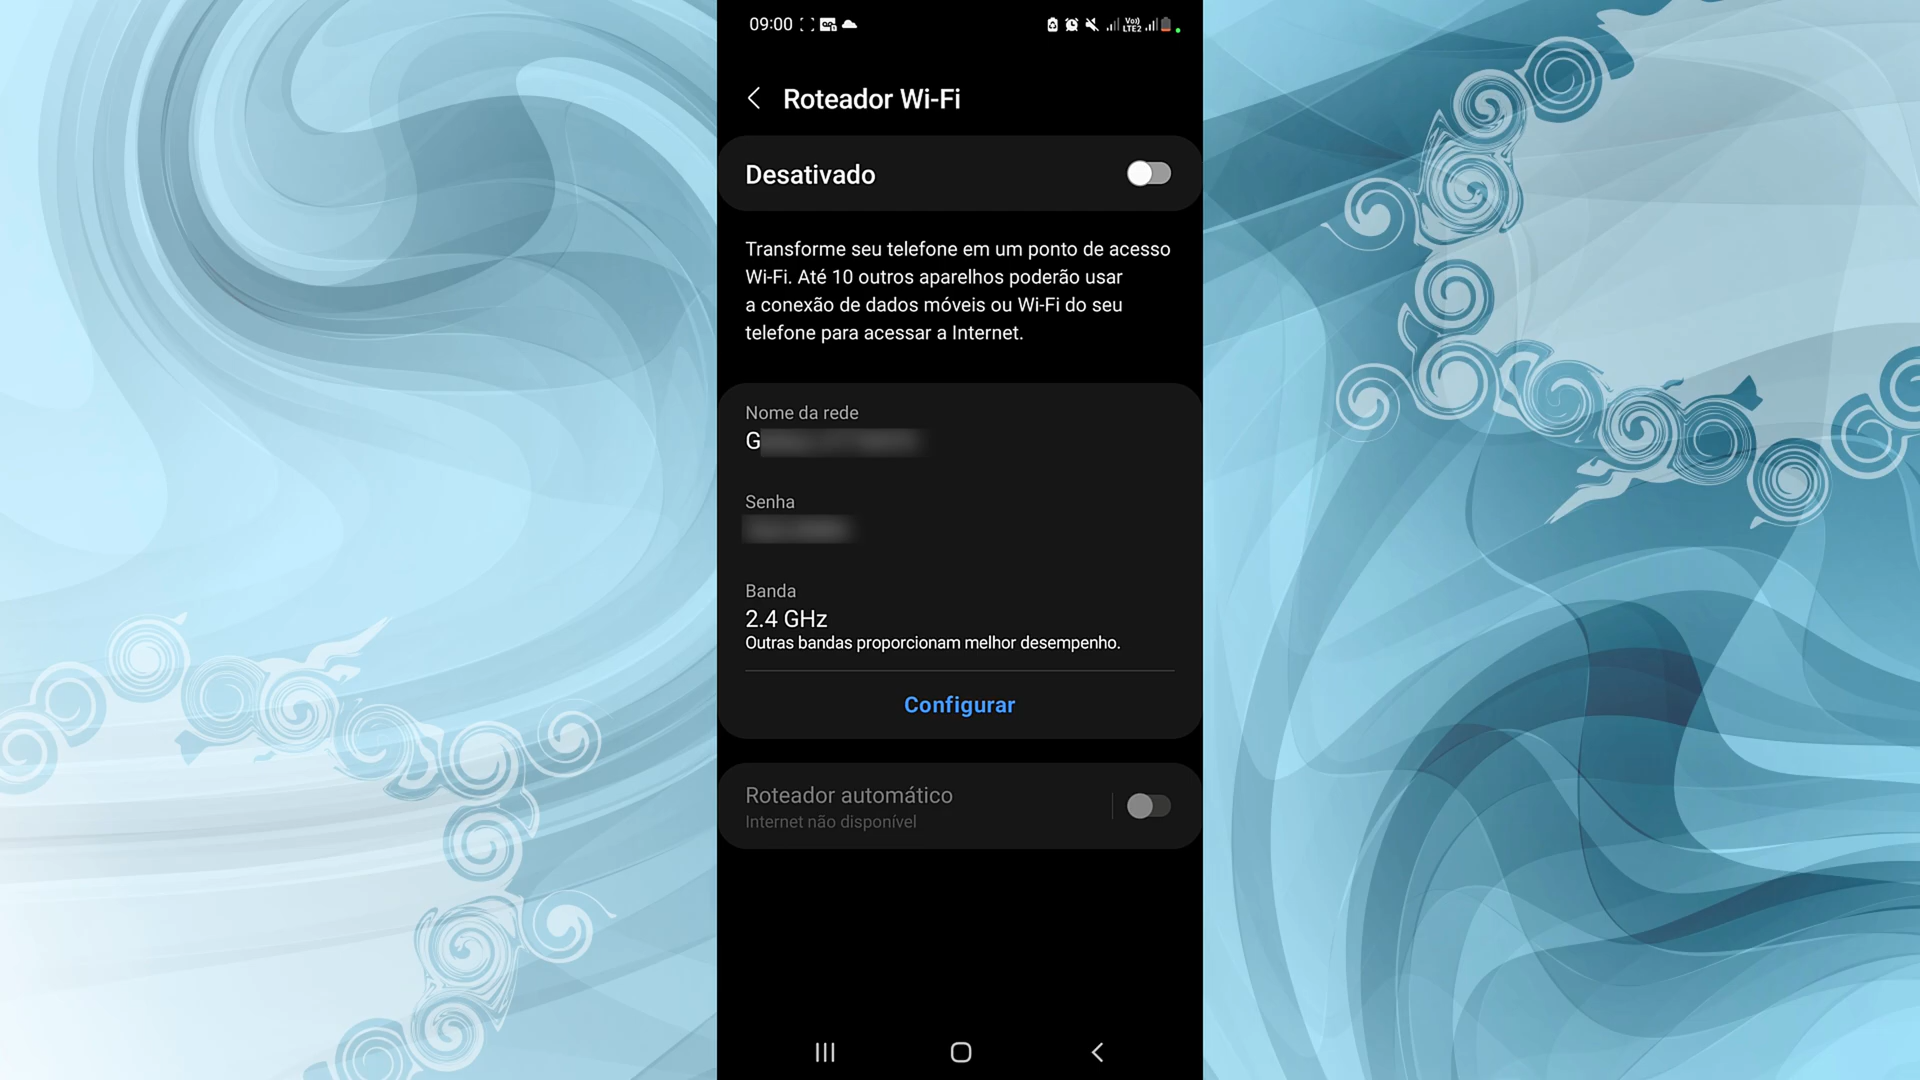 09:00
Vo))
LTE2
Roteador Wi-Fi
Desativado
Transforme seu telefone em um ponto de acesso
Wi-Fi. Até 10 outros aparelhos poderão usar
a conexão de dados móveis ou Wi-Fi do seu
telefone para acessar a Internet.
Nome da rede
G
Senha
Banda
2.4 GHz
Outras bandas proporcionam melhor desempenho.
Configurar
Roteador automático
Internet não disponível